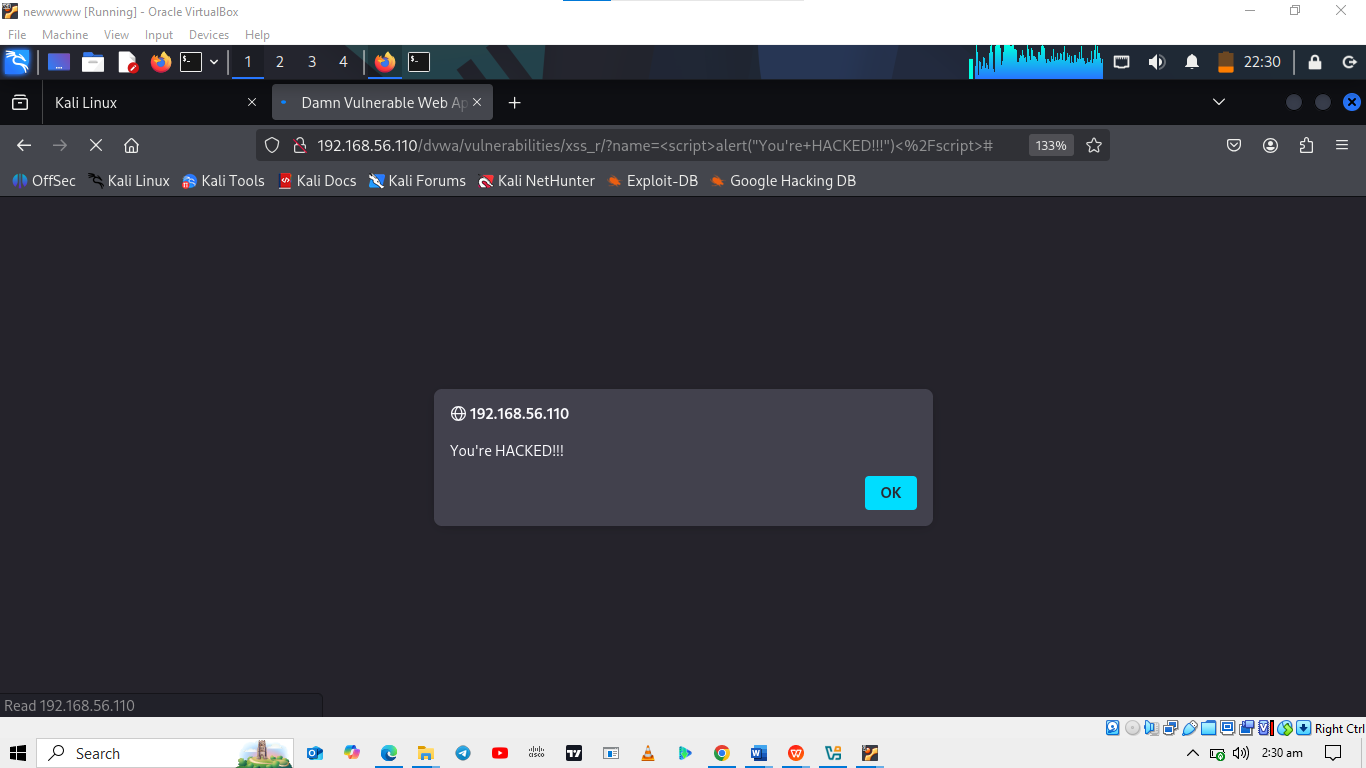 newwwww [Running] - Oracle VirtualBox
File Machine View Input Devices Help
1 2 3 4 22:30
Kali Linux Damn Vulnerable Web Ap
192.168.56.110/dvwa/vulnerabilities/xss_r/?name=<script>alert("You're+HACKED!!!")<%2Fscript># 133%
OffSec Kali Linux Kali Tools Kali Docs Kali Forums Kali NetHunter Exploit-DB Google Hacking DB
192.168.56.110
You're HACKED!!!
OK
Read 192.168.56.110
Right Ctrl
Search 2:30 am